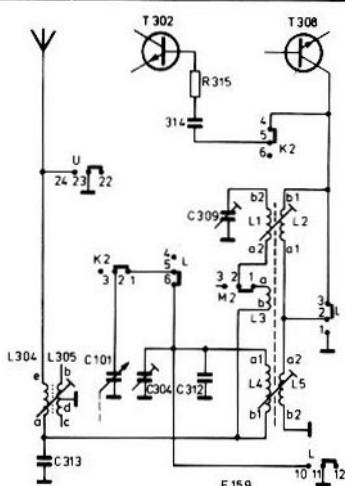 T302
T308
R315
314
4
5
K2
6
U
24 23 22
b2
b1
C309
L1
L2
a2
a1
K2
4
5
L
6
3 2 1
3 2 1
a
M2
b
L3
3
2
L
1
L304
L305
e
b
d
a
c
C101
C304
C312
a1
a2
L4
L5
b1
b2
C313
L
10 11 12
F159